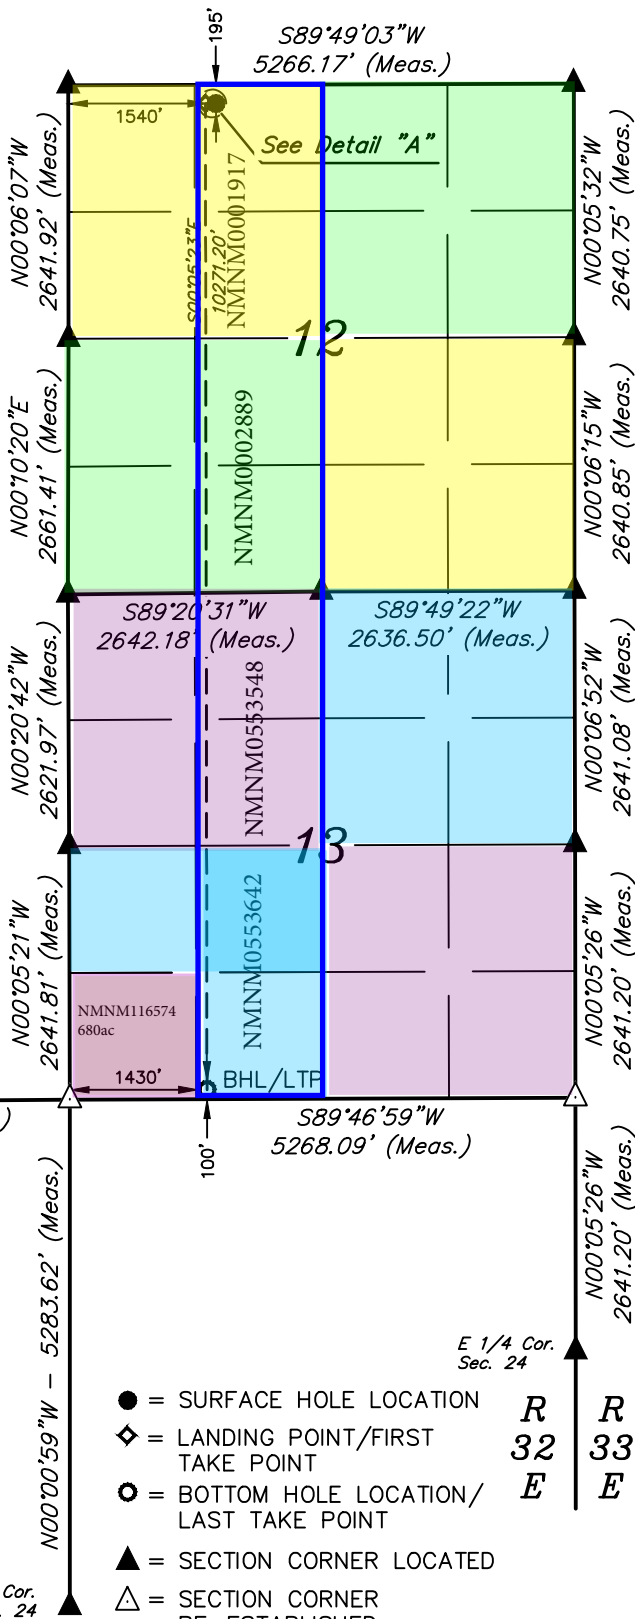 195'
S89°49'03"W
5266.17' (Meas.)
1540'
See Detail "A"
N00°06'07"W
2641.92' (Meas.)
N00°05'32"W
2640.75' (Meas.)
S00°05'23"E
10271.20'
NMNM0001917
12
N00°10'20"E
2661.41' (Meas.)
NMNM0002889
N00°06'15"W
2640.85' (Meas.)
S89°20'31"W
2642.18' (Meas.)
S89°49'22"W
2636.50' (Meas.)
N00°20'42"W
2621.97' (Meas.)
NMNM0553548
N00°06'52"W
2641.08' (Meas.)
13
N00°05'21"W
2641.81' (Meas.)
NMNM0553642
N00°05'26"W
2641.20' (Meas.)
NMNM116574
680ac
1430'
BHL/LTP
)
S89°46'59"W
5268.09' (Meas.)
100'
N00°00'59"W - 5283.62' (Meas.)
N00°05'26"W
2641.20' (Meas.)
E 1/4 Cor.
Sec. 24
R R
32 33
E E
= SURFACE HOLE LOCATION
= LANDING POINT/FIRST
TAKE POINT
= BOTTOM HOLE LOCATION/
LAST TAKE POINT
= SECTION CORNER LOCATED
= SECTION CORNER
RE-ESTABLISHED
Cor.
24